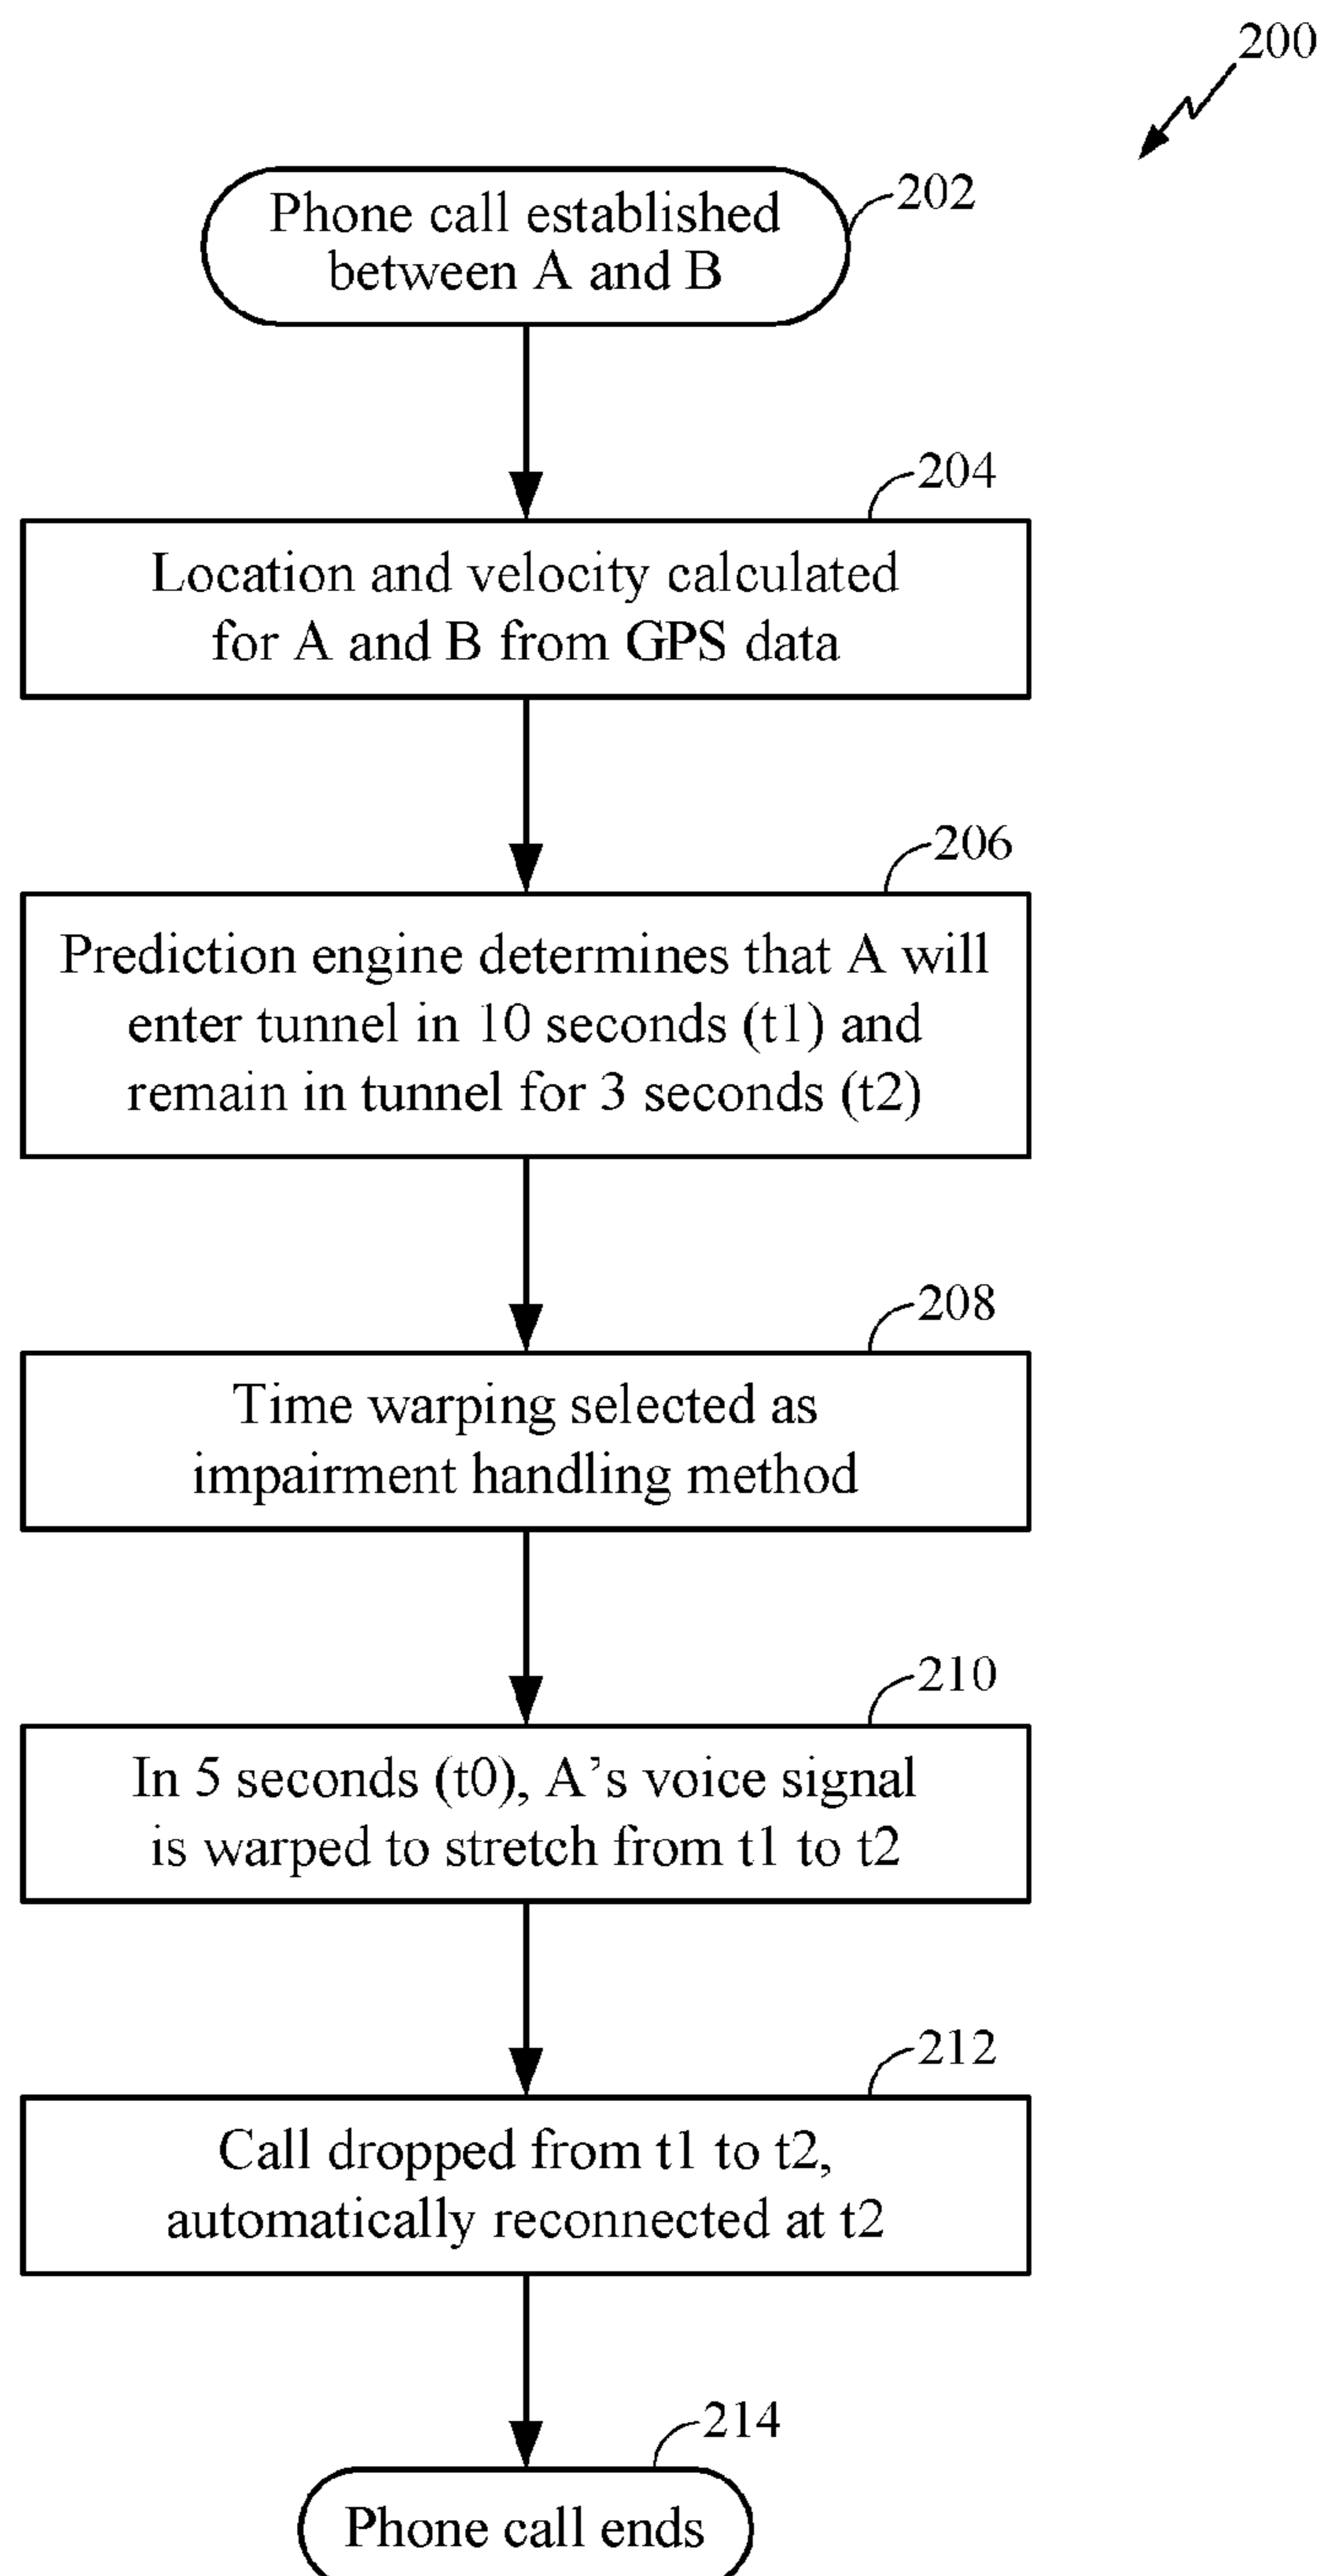 200
Phone call established
between A and B
202
204
Location and velocity calculated
for A and B from GPS data
206
Prediction engine determines that A will
enter tunnel in 10 seconds (t1) and
remain in tunnel for 3 seconds (t2)
208
Time warping selected as
impairment handling method
210
In 5 seconds (t0), A’s voice signal
is warped to stretch from t1 to t2
212
Call dropped from t1 to t2,
automatically reconnected at t2
214
Phone call ends